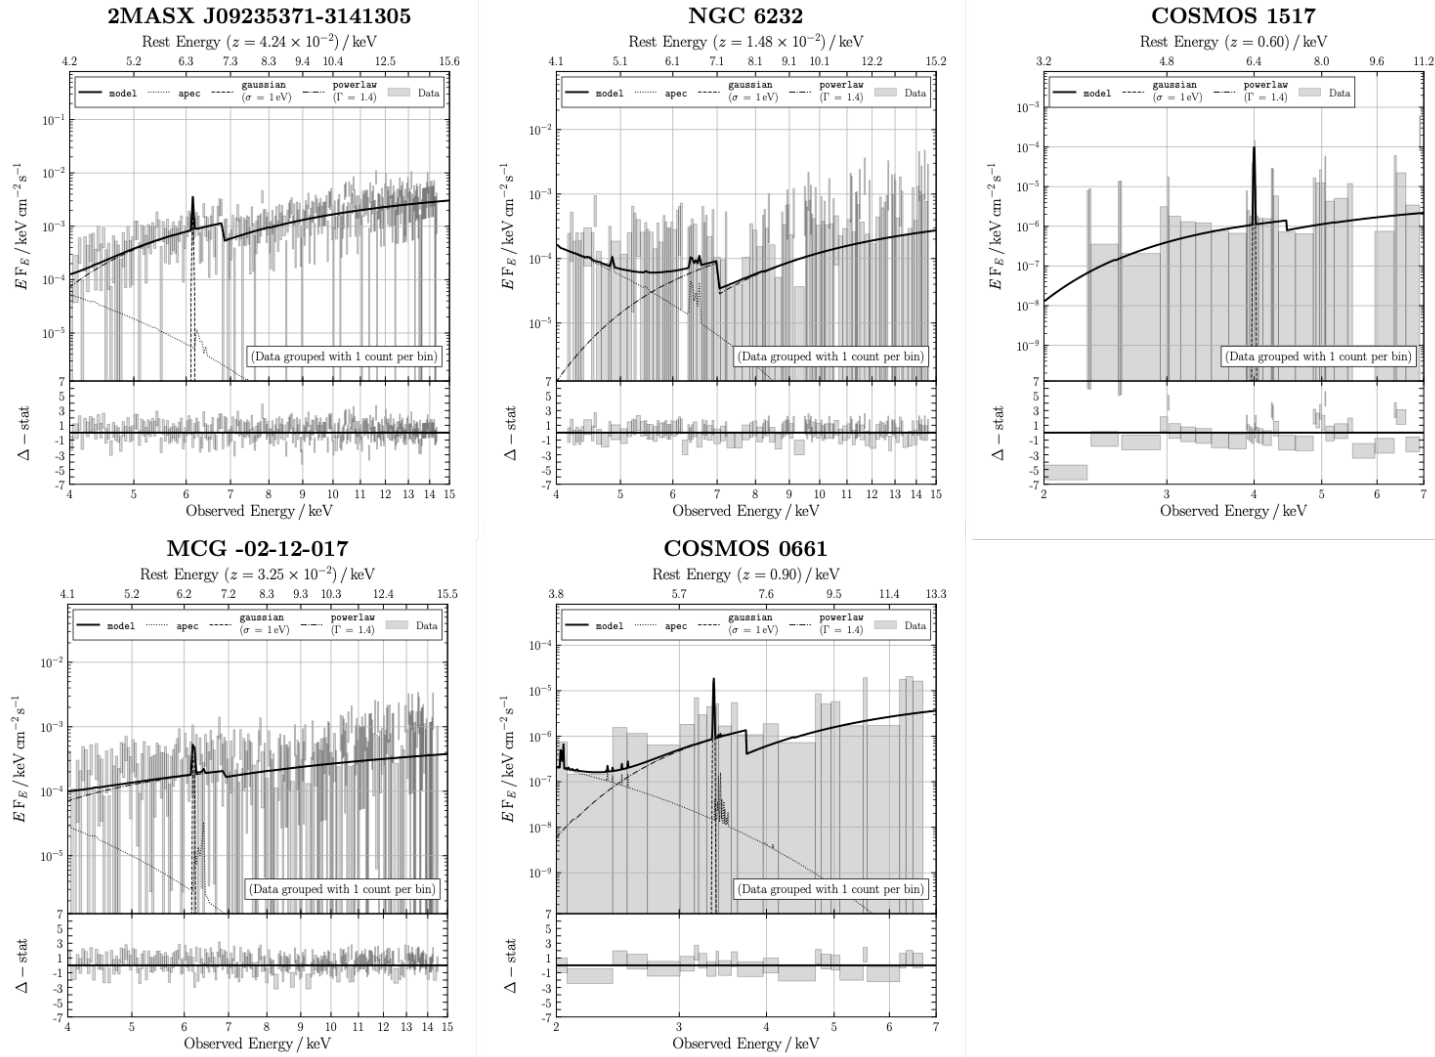 2MASX J09235371-3141305
Rest Energy (z = 4.24 × 10⁻²) / keV
4.2 5.2 6.3 7.3 8.3 9.4 10.4 12.5 15.6
model apec gaussian (σ = 1 eV) powerlaw (Γ = 1.4) Data
10⁻¹
10⁻²
10⁻³
10⁻⁴
10⁻⁵
E F_E / keV cm⁻² s⁻¹
(Data grouped with 1 count per bin)
7
5
3
1
-1
-3
-5
-7
Δ − stat
4 5 6 7 8 9 10 11 12 13 14 15
Observed Energy / keV
NGC 6232
Rest Energy (z = 1.48 × 10⁻²) / keV
4.1 5.1 6.1 7.1 8.1 9.1 10.1 12.2 15.2
model apec gaussian (σ = 1 eV) powerlaw (Γ = 1.4) Data
10⁻²
10⁻³
10⁻⁴
10⁻⁵
E F_E / keV cm⁻² s⁻¹
(Data grouped with 1 count per bin)
7
5
3
1
-1
-3
-5
-7
Δ − stat
4 5 6 7 8 9 10 11 12 13 14 15
Observed Energy / keV
COSMOS 1517
Rest Energy (z = 0.60) / keV
3.2 4.8 6.4 8.0 9.6 11.2
model gaussian (σ = 1 eV) powerlaw (Γ = 1.4) Data
10⁻³
10⁻⁴
10⁻⁵
10⁻⁶
10⁻⁷
10⁻⁸
10⁻⁹
E F_E / keV cm⁻² s⁻¹
(Data grouped with 1 count per bin)
7
5
3
1
-1
-3
-5
-7
Δ − stat
2 3 4 5 6 7
Observed Energy / keV
MCG -02-12-017
Rest Energy (z = 3.25 × 10⁻²) / keV
4.1 5.2 6.2 7.2 8.3 9.3 10.3 12.4 15.5
model apec gaussian (σ = 1 eV) powerlaw (Γ = 1.4) Data
10⁻²
10⁻³
10⁻⁴
10⁻⁵
E F_E / keV cm⁻² s⁻¹
(Data grouped with 1 count per bin)
7
5
3
1
-1
-3
-5
-7
Δ − stat
4 5 6 7 8 9 10 11 12 13 14 15
Observed Energy / keV
COSMOS 0661
Rest Energy (z = 0.90) / keV
3.8 5.7 7.6 9.5 11.4 13.3
model apec gaussian (σ = 1 eV) powerlaw (Γ = 1.4) Data
10⁻⁴
10⁻⁵
10⁻⁶
10⁻⁷
10⁻⁸
10⁻⁹
E F_E / keV cm⁻² s⁻¹
(Data grouped with 1 count per bin)
7
5
3
1
-1
-3
-5
-7
Δ − stat
2 3 4 5 6 7
Observed Energy / keV